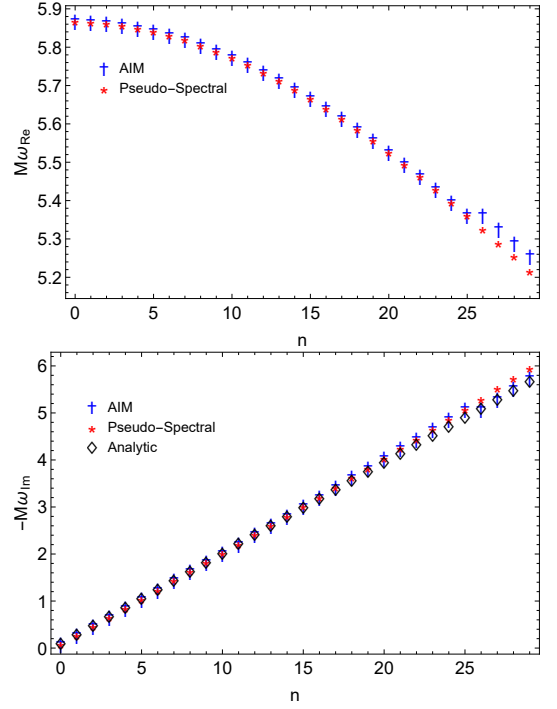 5.9
5.8
5.7
5.6
5.5
5.4
5.3
5.2
MωRe
AIM
Pseudo-Spectral
0 5 10 15 20 25
n
6
5
4
3
2
1
0
-MωIm
AIM
Pseudo-Spectral
Analytic
0 5 10 15 20 25
n